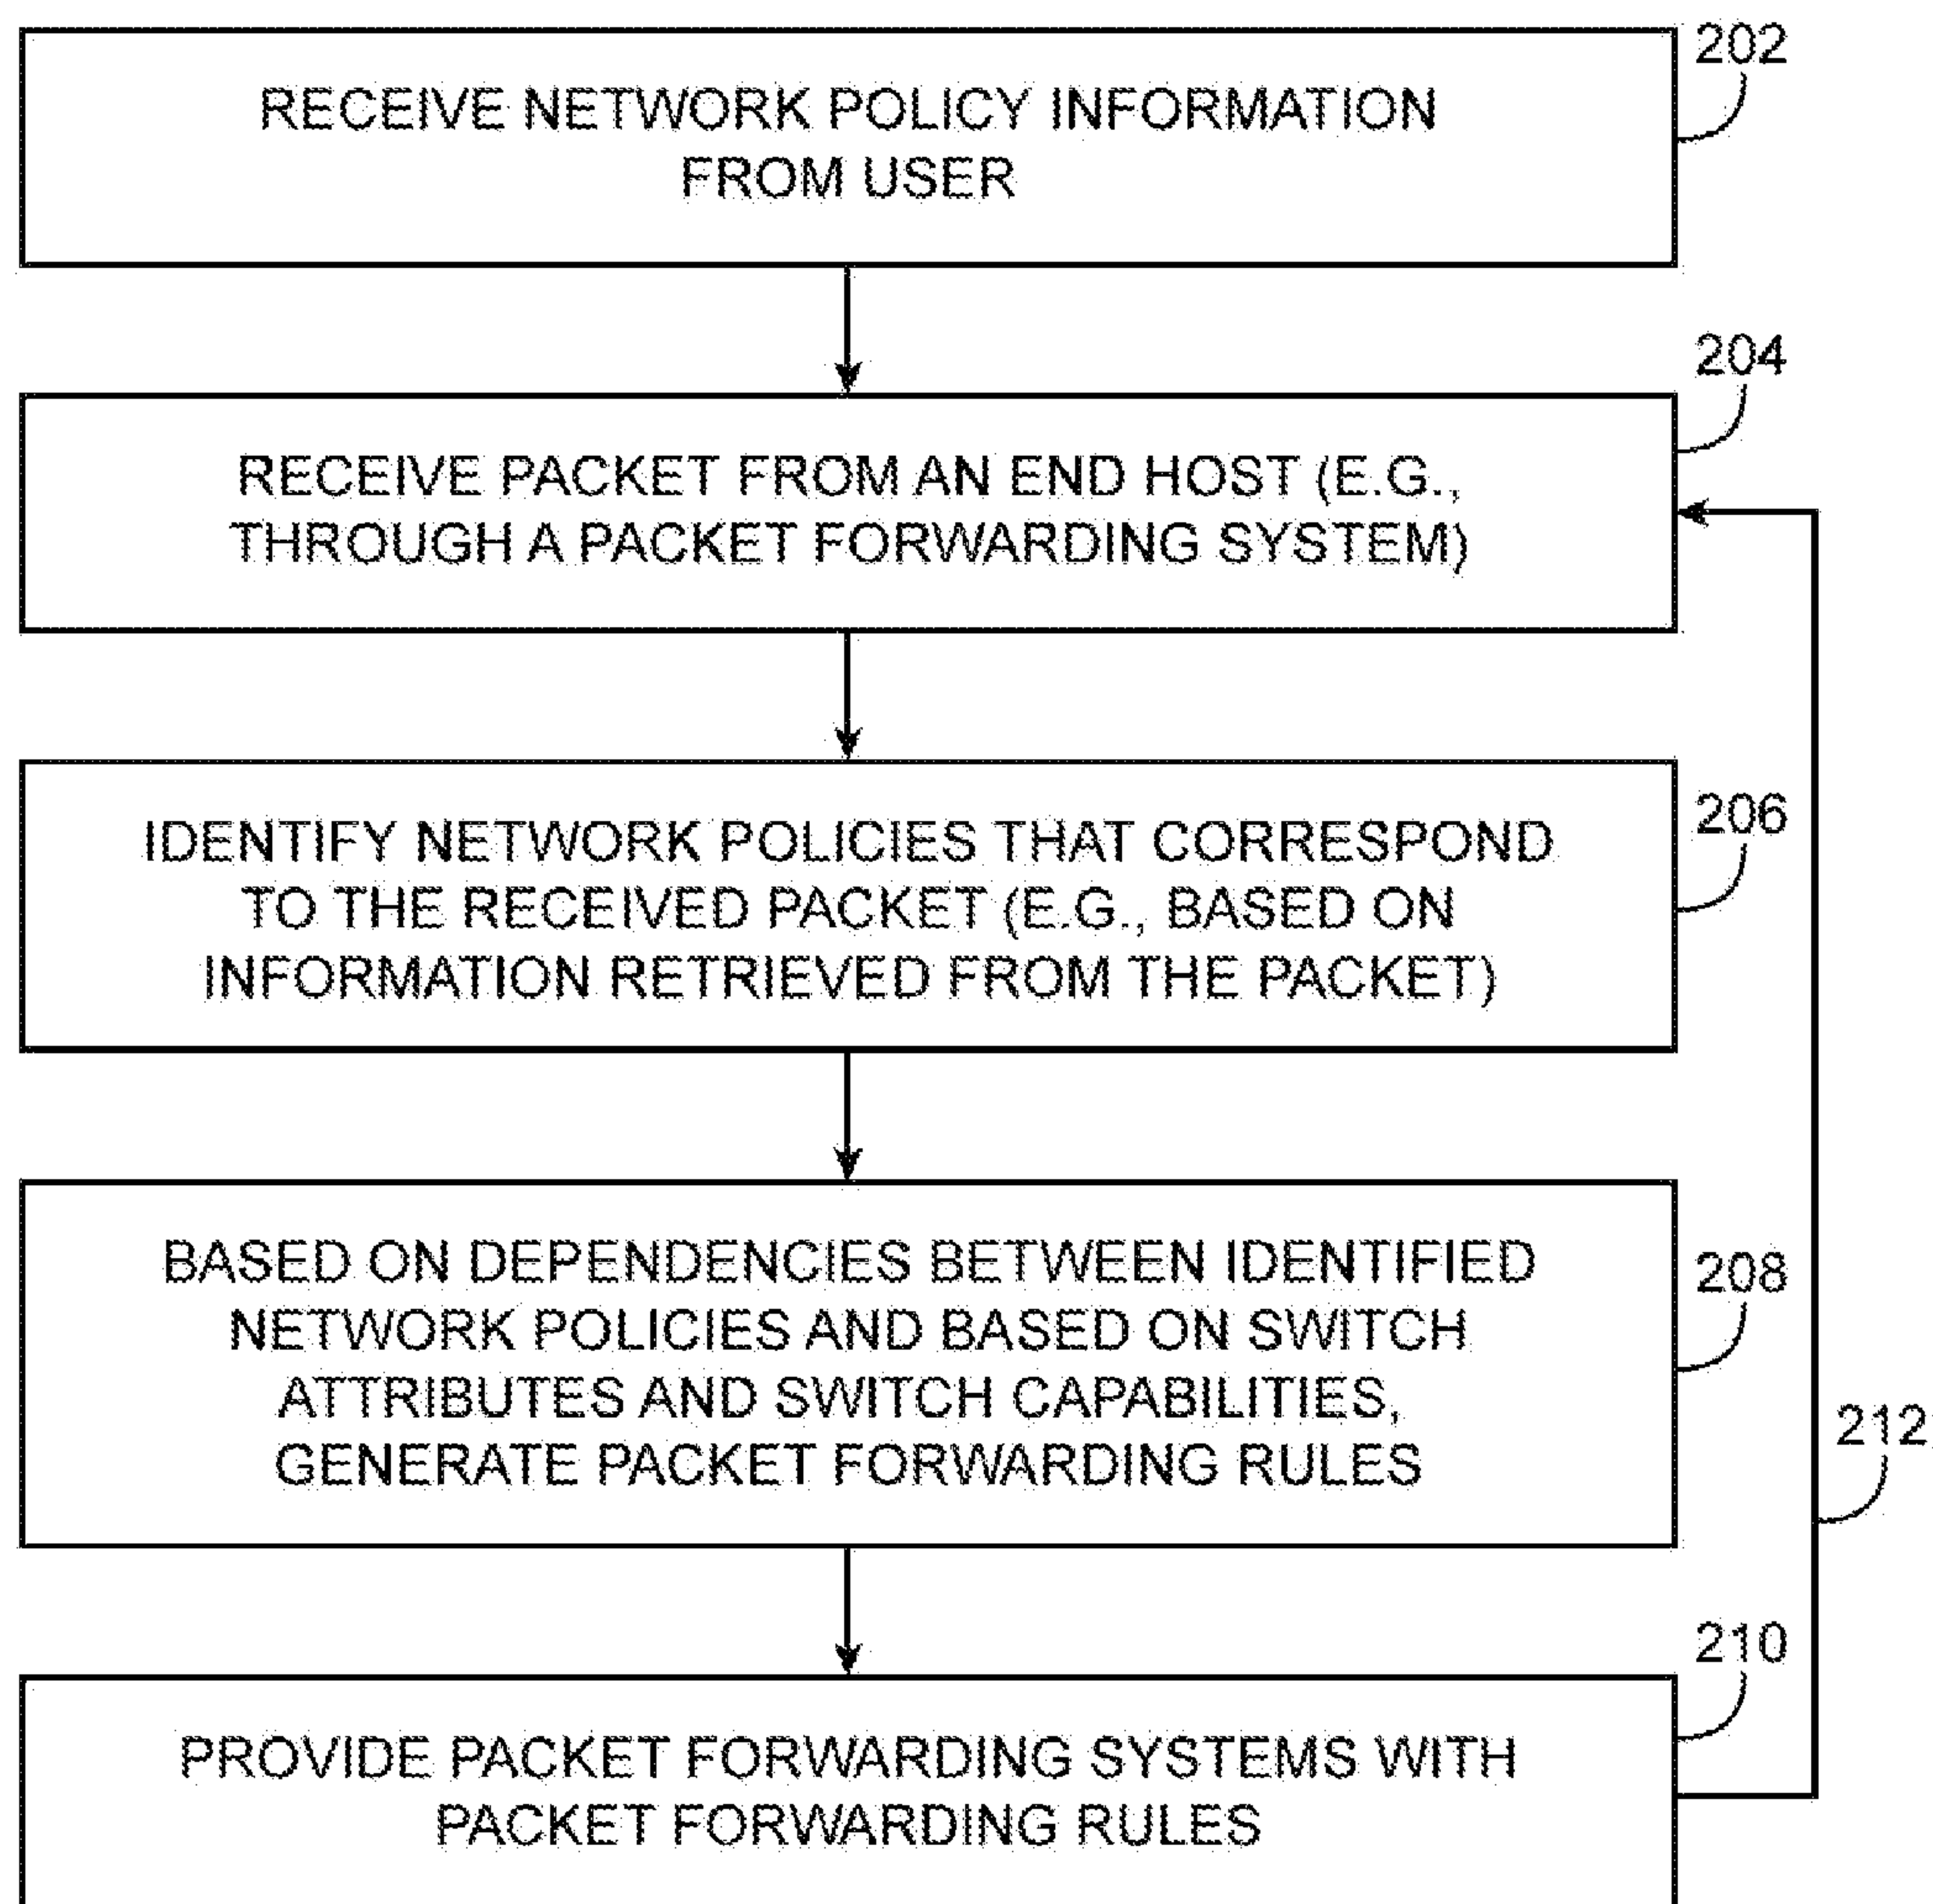 202
RECEIVE NETWORK POLICY INFORMATION
FROM USER
204
RECEIVE PACKET FROM AN END HOST (E.G.,
THROUGH A PACKET FORWARDING SYSTEM)
206
IDENTIFY NETWORK POLICIES THAT CORRESPOND
TO THE RECEIVED PACKET (E.G., BASED ON
INFORMATION RETRIEVED FROM THE PACKET)
208
BASED ON DEPENDENCIES BETWEEN IDENTIFIED
NETWORK POLICIES AND BASED ON SWITCH
ATTRIBUTES AND SWITCH CAPABILITIES,
GENERATE PACKET FORWARDING RULES
212
210
PROVIDE PACKET FORWARDING SYSTEMS WITH
PACKET FORWARDING RULES